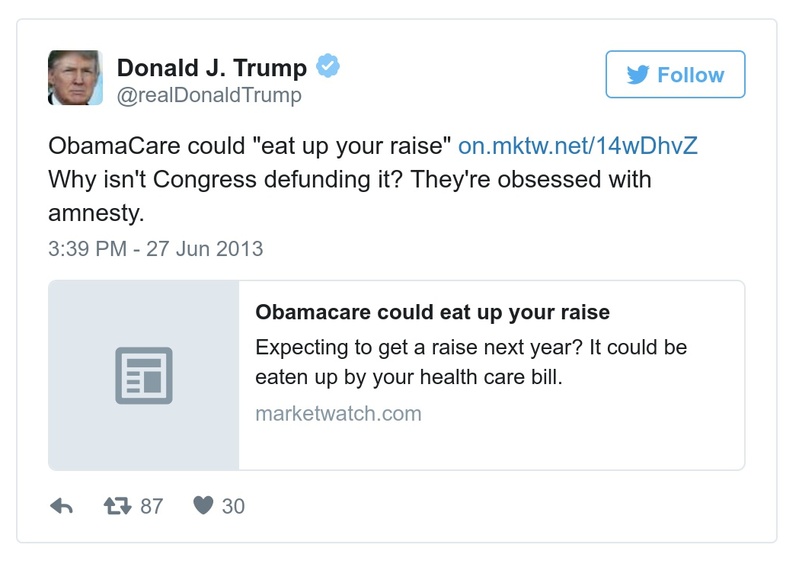 Donald J. Trump
@realDonaldTrump
Follow
ObamaCare could "eat up your raise" on.mktw.net/14wDhvZ
Why isn't Congress defunding it? They're obsessed with
amnesty.
3:39 PM - 27 Jun 2013
Obamacare could eat up your raise
Expecting to get a raise next year? It could be
eaten up by your health care bill.
marketwatch.com
87 30